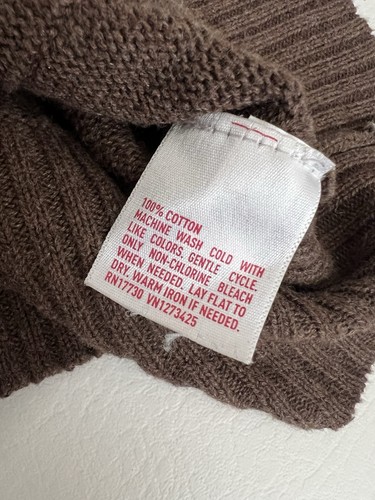 100% COTTON
MACHINE WASH COLD WITH
LIKE COLORS. GENTLE CYCLE.
ONLY NON-CHLORINE BLEACH
WHEN NEEDED. LAY FLAT TO
DRY. WARM IRON IF NEEDED.
RN17730 VN1273425